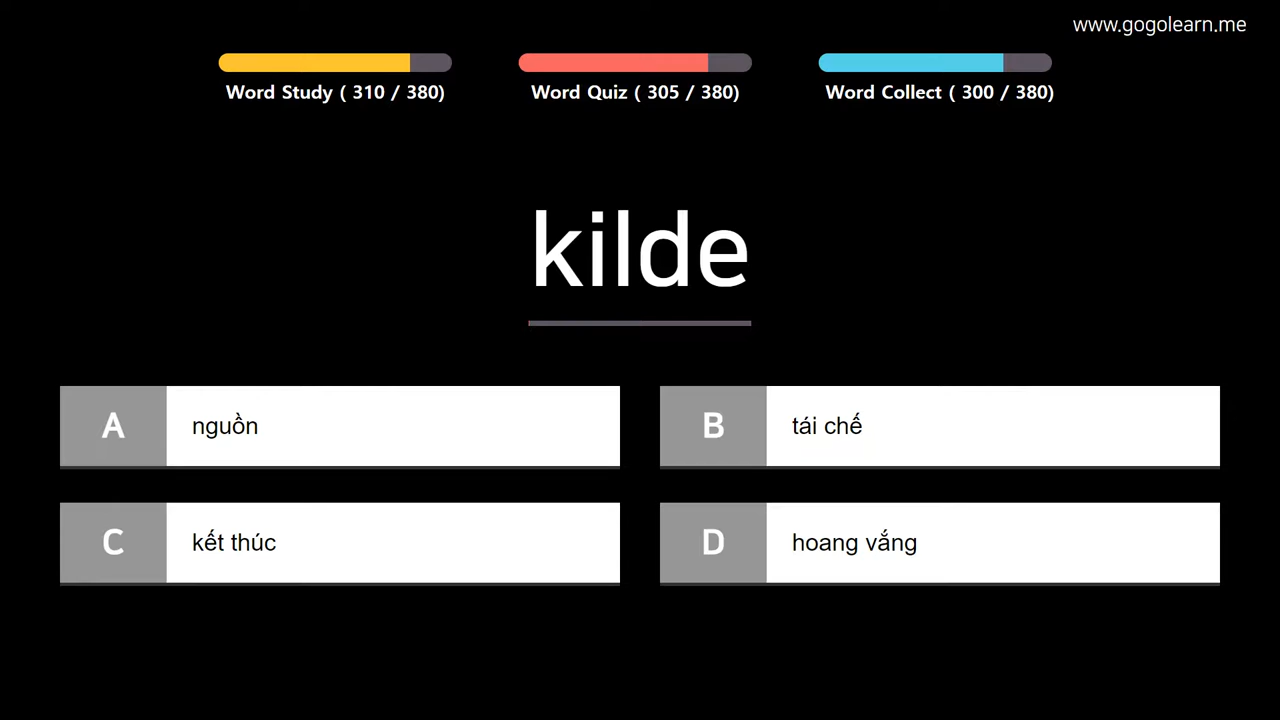 www.gogolearn.me
Word Study ( 310 / 380)
Word Quiz ( 305 / 380)
Word Collect ( 300 / 380)
kilde
A nguồn
B tái chế
C kết thúc
D hoang vắng